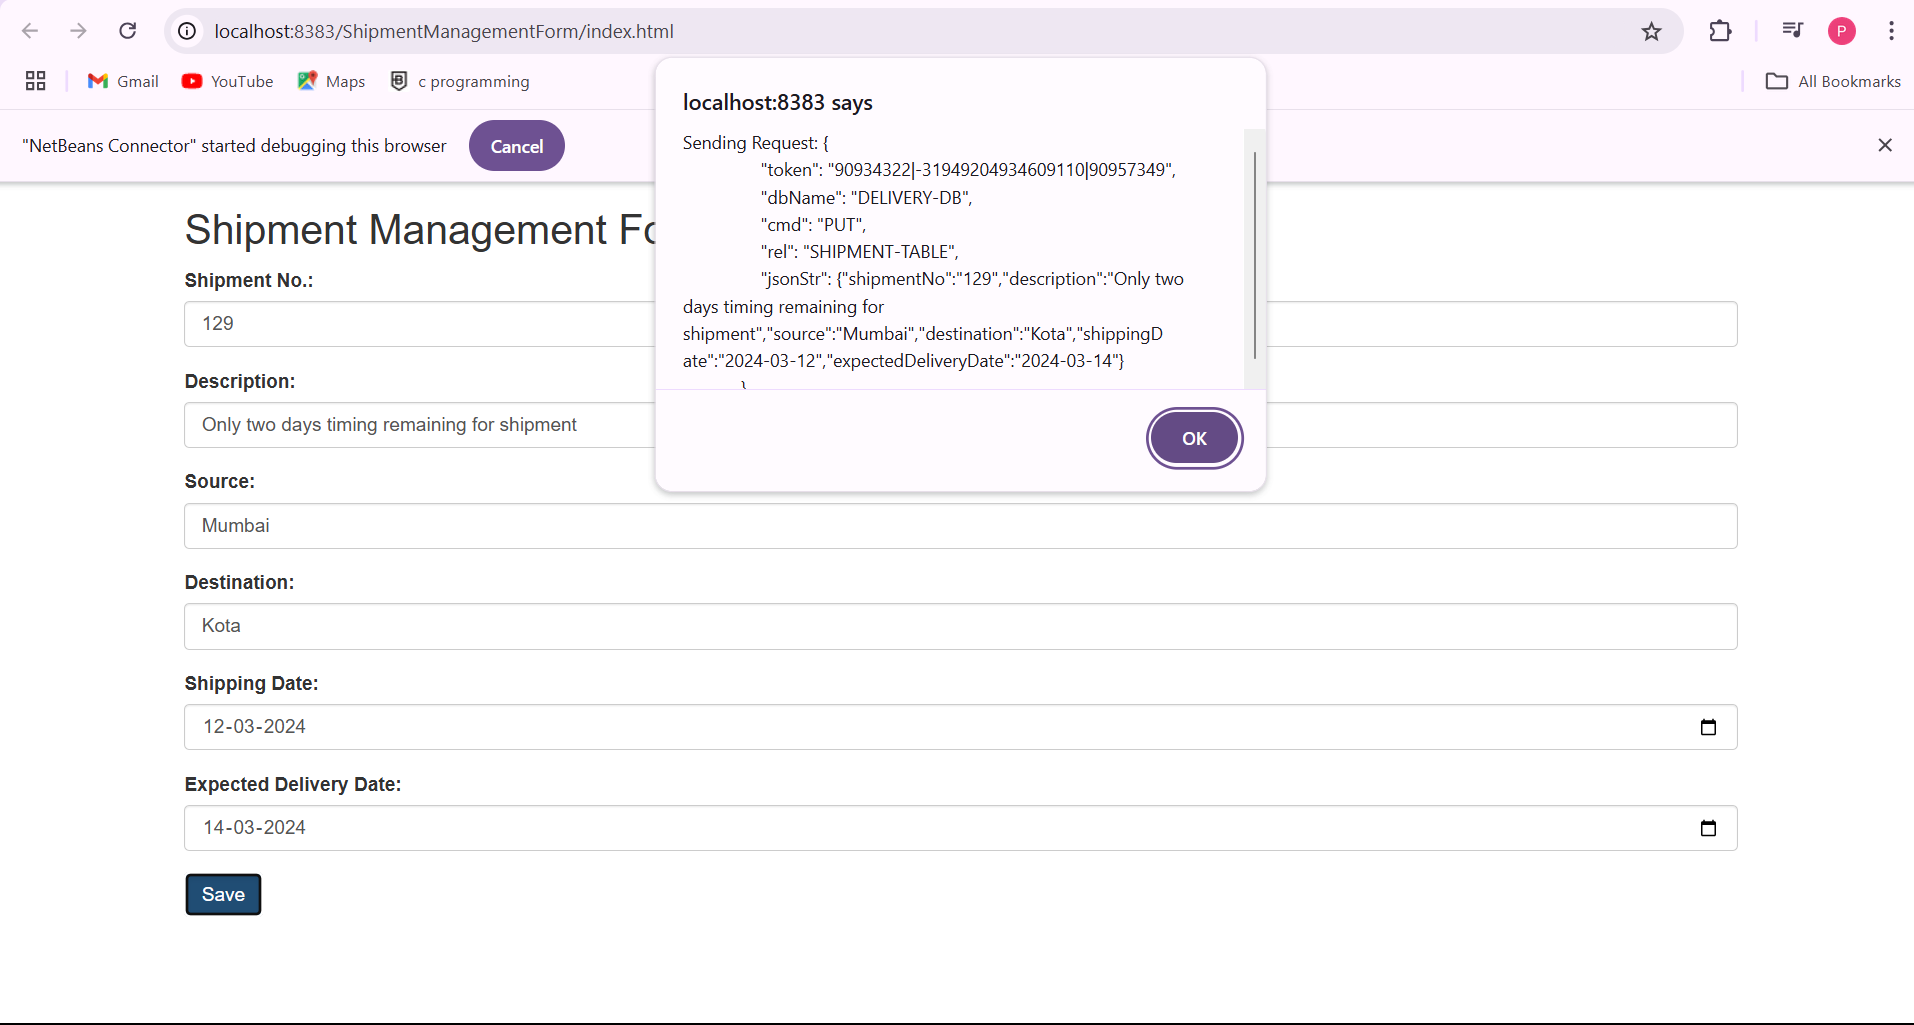 localhost:8383/ShipmentManagementForm/index.html
P
Gmail
YouTube
Maps
c programming
All Bookmarks
"NetBeans Connector" started debugging this browser
Cancel
localhost:8383 says
Sending Request: {
"token": "90934322|-31949204934609110|90957349",
"dbName": "DELIVERY-DB",
"cmd": "PUT",
"rel": "SHIPMENT-TABLE",
"jsonStr": {"shipmentNo":"129","description":"Only two
days timing remaining for
shipment","source":"Mumbai","destination":"Kota","shippingD
ate":"2024-03-12","expectedDeliveryDate":"2024-03-14"}
}
OK
Shipment Management
Shipment No.:
129
Description:
Only two days timing remaining for shipment
Source:
Mumbai
Destination:
Kota
Shipping Date:
12-03-2024
Expected Delivery Date:
14-03-2024
Save